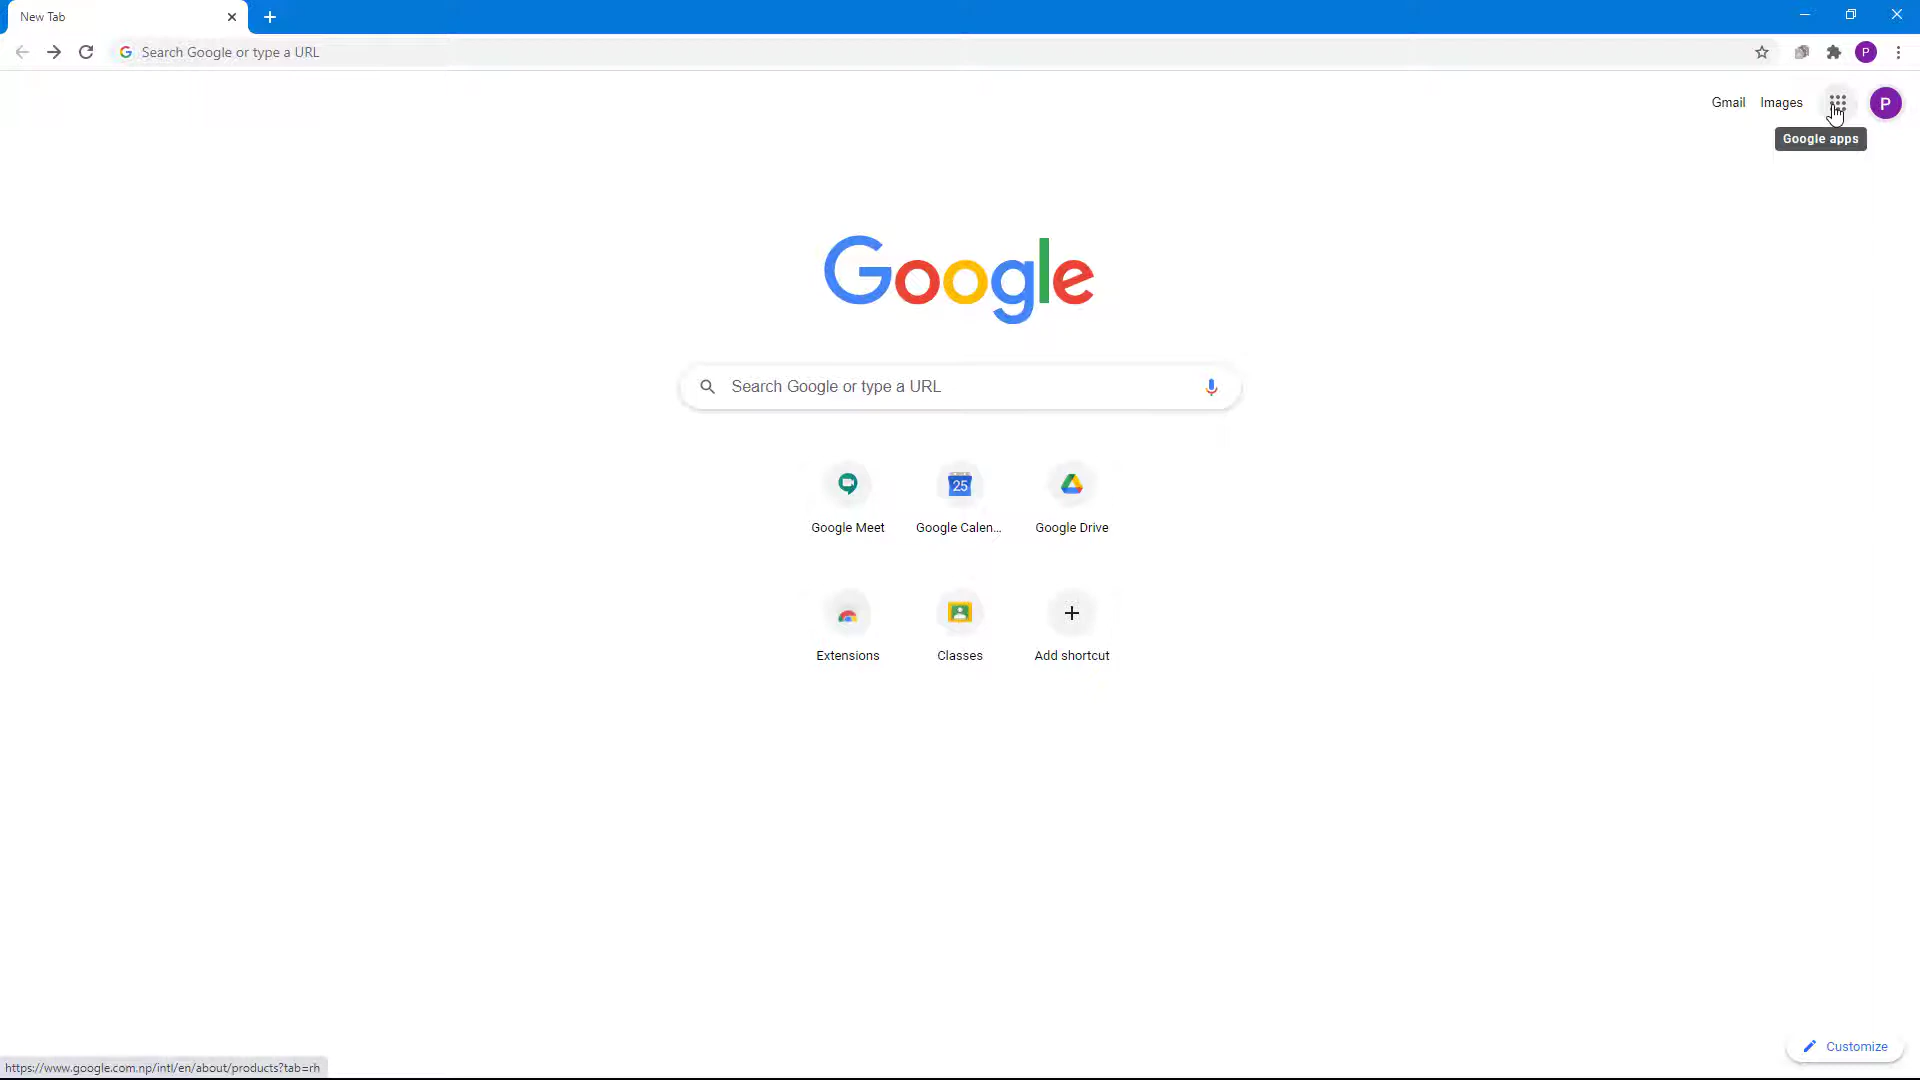 New Tab
Search Google or type a URL
P
Gmail Images
P
Google apps
Google
Search Google or type a URL
25
Google Meet
Google Calen...
Google Drive
Extensions
Classes
Add shortcut
Customize
https://www.google.com.np/intl/en/about/products?tab=rh